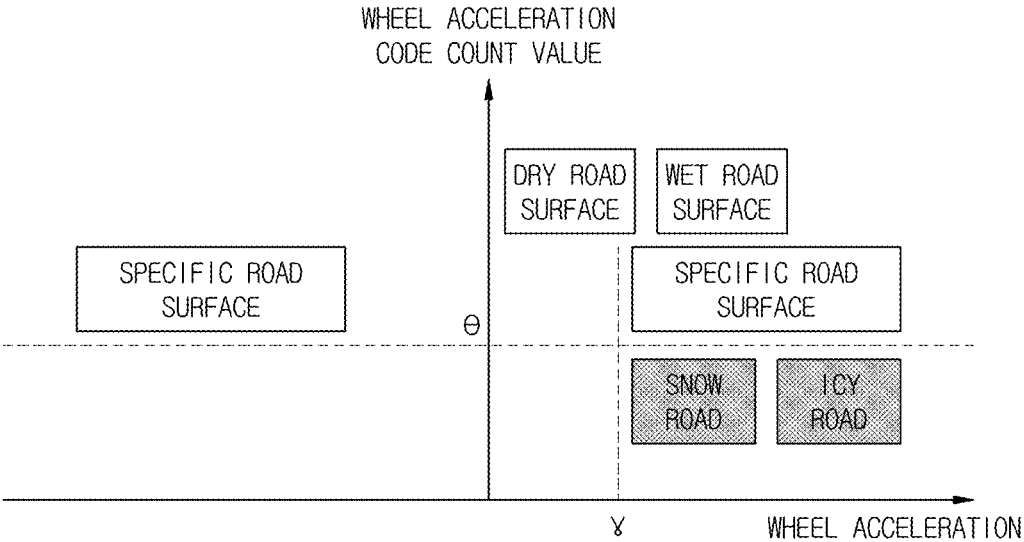 WHEEL ACCELERATION
CODE COUNT VALUE
DRY ROAD
SURFACE
WET ROAD
SURFACE
SPECIFIC ROAD
SURFACE
SPECIFIC ROAD
SURFACE
θ
SNOW
ROAD
ICY
ROAD
γ
WHEEL ACCELERATION